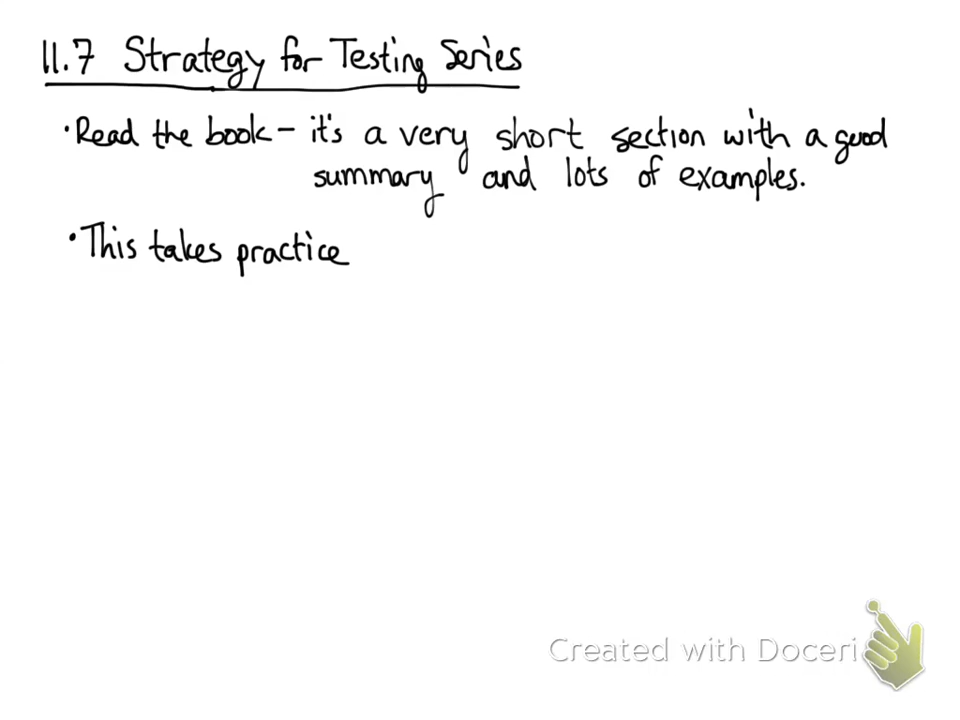 11.7 Strategy for Testing Series
• Read the book - it's a very short section with a good
summary and lots of examples.
• This takes practice
Created with Doceri